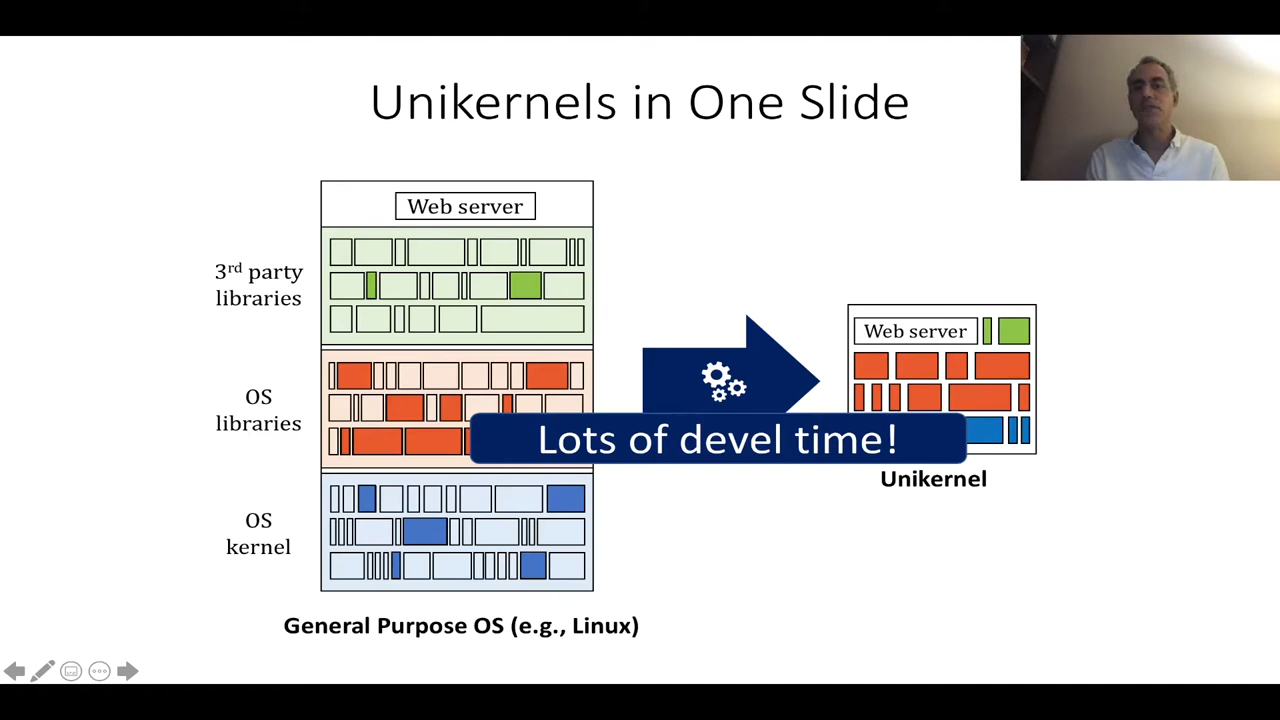 Unikernels in One Slide
Web server
3rd party
libraries
OS
libraries
OS
kernel
General Purpose OS (e.g., Linux)
Lots of devel time!
Web server
Unikernel